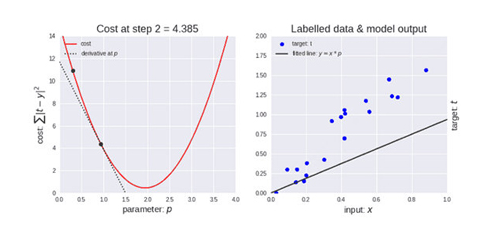 Cost at step 2 = 4.385
14
12
10
8
6
4
2
0
cost: ∑|t − y|²
cost
derivative at p
0.0 0.5 1.0 1.5 2.0 2.5 3.0 3.5 4.0
parameter: p
Labelled data & model output
2.00
1.75
1.50
1.25
1.00
0.75
0.50
0.25
0.00
target: t
fitted line: y = x * p
0.0 0.2 0.4 0.6 0.8 1.0
input: x
target: t